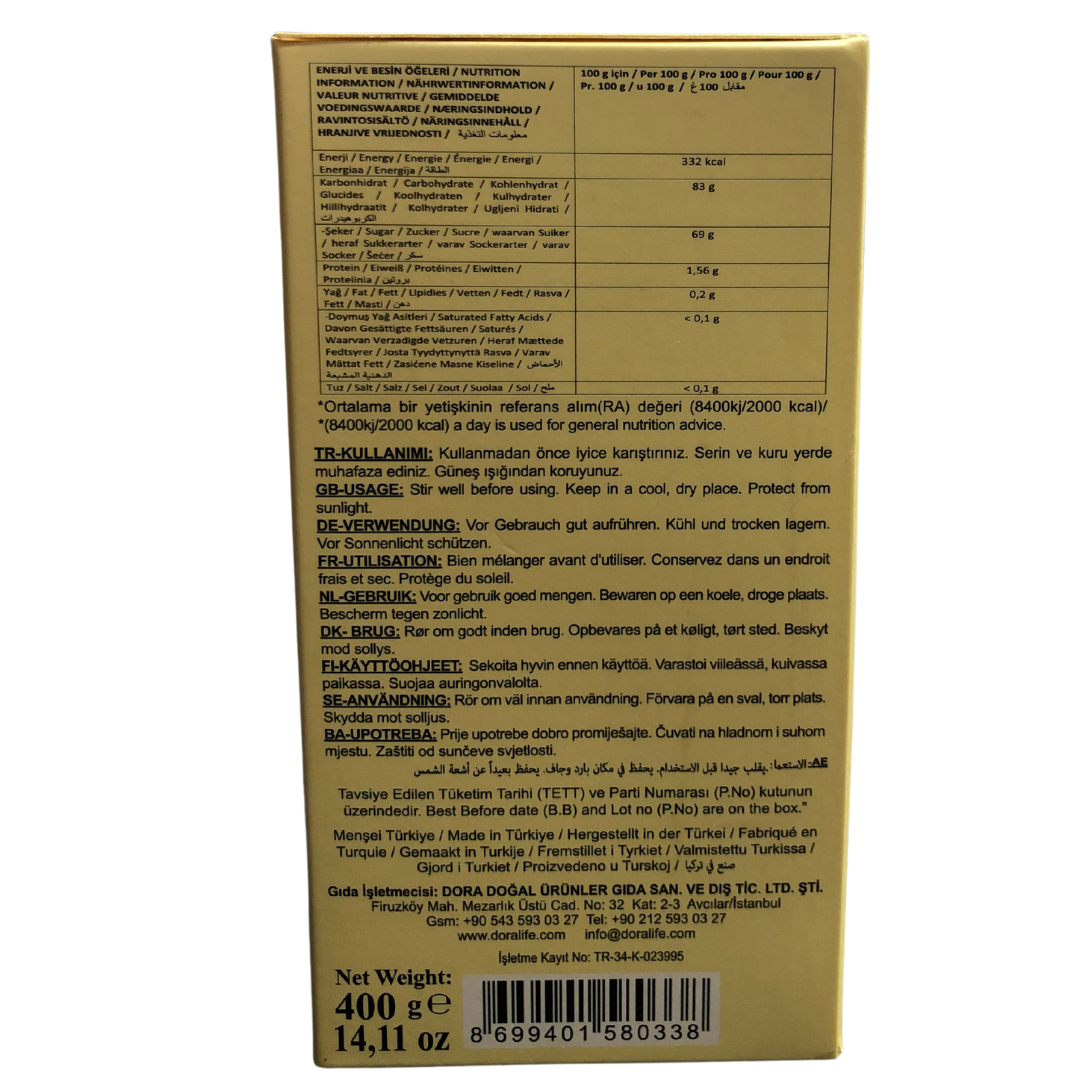 ENERJİ VE BESİN ÖĞELERİ / NUTRITION
INFORMATION / NÄHRWERTINFORMATION /
VALEUR NUTRITIVE / GEMIDDELDE
VOEDINGSWAARDE / NÆRINGSINDHOLD /
RAVINTOSISÄLTÖ / NÄRINGSINNEHÅLL /
HRANJIVE VRIJEDNOSTI / معلومات التغذية
100 g için / Per 100 g / Pro 100 g / Pour 100 g /
Pr. 100 g / u 100 g / مقابل 100 غ
Enerji / Energy / Energie / Énergie / Energi /
Energiaa / Energija / الطاقة
332 kcal
Karbonhidrat / Carbohydrate / Kohlenhydrat /
Glucides / Koolhydraten / Kulhydrater /
Hiilihydraatit / Kolhydrater / Ugljeni Hidrati /
الكربوهيدرات
83 g
-Şeker / Sugar / Zucker / Sucre / waarvan Suiker
/ heraf Sukkerarter / varav Sockerarter / varav
Socker / Šećer / سكر
69 g
Protein / Eiweiß / Protéines / Eiwitten /
Proteiinia / بروتين
1,56 g
Yağ / Fat / Fett / Lipidies / Vetten / Fedt / Rasva /
Fett / Masti / دهن
0,2 g
-Doymuş Yağ Asitleri / Saturated Fatty Acids /
Davon Gesättigte Fettsäuren / Saturés /
Waarvan Verzadigde Vetzuren / Heraf Mættede
Fedtsyrer / Josta Tyydyttynyttä Rasva / Varav
Mättat Fett / Zasićene Masne Kiseline / الأحماض
الدهنية المشبعة
< 0,1 g
Tuz / Salt / Salz / Sel / Zout / Suolaa / Sol / ملح
< 0,1 g
*Ortalama bir yetişkinin referans alım(RA) değeri (8400kj/2000 kcal)/
*(8400kj/2000 kcal) a day is used for general nutrition advice.
TR-KULLANIMI: Kullanmadan önce iyice karıştırınız. Serin ve kuru yerde
muhafaza ediniz. Güneş ışığından koruyunuz.
GB-USAGE: Stir well before using. Keep in a cool, dry place. Protect from
sunlight.
DE-VERWENDUNG: Vor Gebrauch gut aufrühren. Kühl und trocken lagern.
Vor Sonnenlicht schützen.
FR-UTILISATION: Bien mélanger avant d'utiliser. Conservez dans un endroit
frais et sec. Protège du soleil.
NL-GEBRUIK: Voor gebruik goed mengen. Bewaren op een koele, droge plaats.
Bescherm tegen zonlicht.
DK- BRUG: Rør om godt inden brug. Opbevares på et køligt, tørt sted. Beskyt
mod sollys.
FI-KÄYTTÖOHJEET: Sekoita hyvin ennen käyttöä. Varastoi viileässä, kuivassa
paikassa. Suojaa auringonvalolta.
SE-ANVÄNDNING: Rör om väl innan användning. Förvara på en sval, torr plats.
Skydda mot solljus.
BA-UPOTREBA: Prije upotrebe dobro promiješajte. Čuvati na hladnom i suhom
mjestu. Zaštiti od sunčeve svjetlosti.
AE-الاستعما: .يقلب جيدا قبل الاستخدام. يحفظ في مكان بارد وجاف. يحفظ بعيداً عن أشعة الشمس
Tavsiye Edilen Tüketim Tarihi (TETT) ve Parti Numarası (P.No) kutunun
üzerindedir. Best Before date (B.B) and Lot no (P.No) are on the box."
Menşei Türkiye / Made in Türkiye / Hergestellt in der Türkei / Fabriqué en
Turquie / Gemaakt in Turkije / Fremstillet i Tyrkiet / Valmistettu Turkissa /
Gjord i Turkiet / Proizvedeno u Turskoj / صنع في تركيا
Gıda İşletmecisi: DORA DOĞAL ÜRÜNLER GIDA SAN. VE DIŞ TİC. LTD. ŞTİ.
Firuzköy Mah. Mezarlık Üstü Cad. No: 32 Kat: 2-3 Avcılar/İstanbul
Gsm: +90 543 593 03 27 Tel: +90 212 593 03 27
www.doralife.com info@doralife.com
İşletme Kayıt No: TR-34-K-023995
Net Weight:
400 g ℮
14,11 oz
8 699401 580338